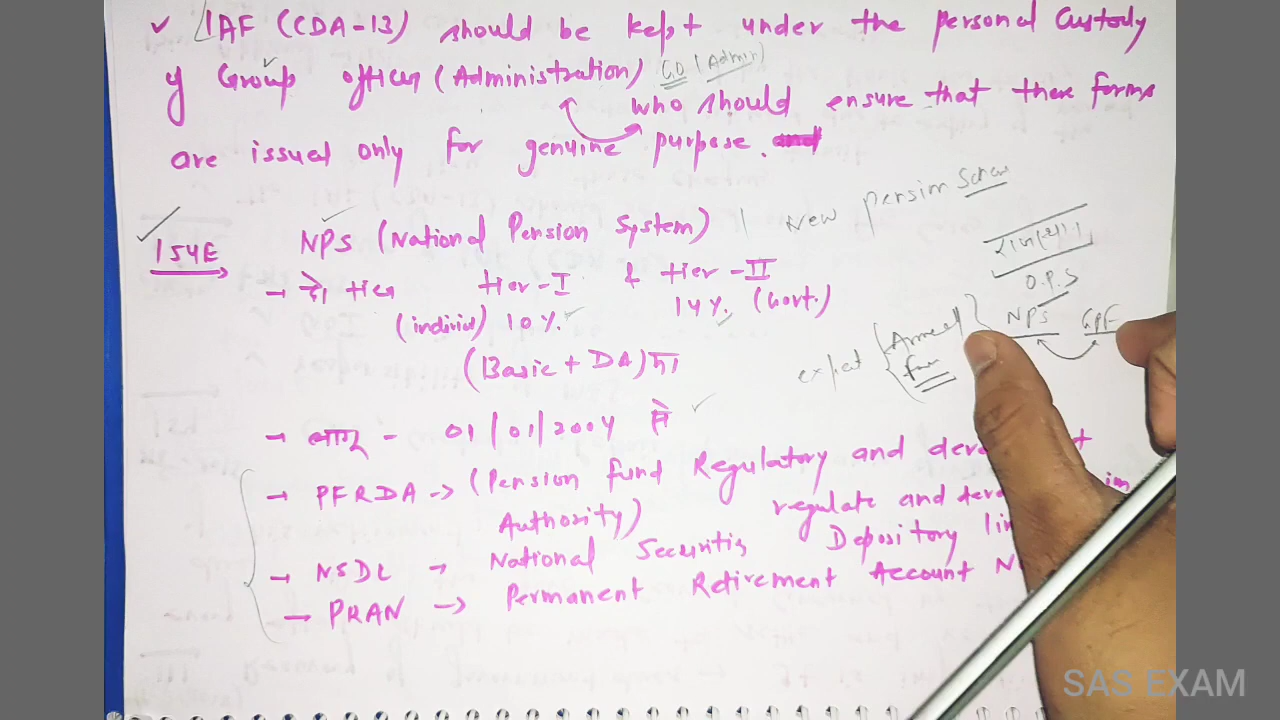 ✓ IAF (CDA-13) should be kept under the personal Custody
of Group officer (Administration) GO (Admin)
who should ensure that these forms
are issued only for genuine purpose.
154E NPS (National Pension System) | New Pension Scheme
→ दो tier tier-I & tier-II
(individ) 10%. 14%. (Govt.)
(Basic + DA) का
O.P.S
NPS GPF
except
→ लागू - 01/01/2004 से
→ PFRDA → (Pension fund Regulatory and
Authority) regulate and
→ NSDL → National Securities Depository
→ PRAN → Permanent Retirement Account
SAS EXAM